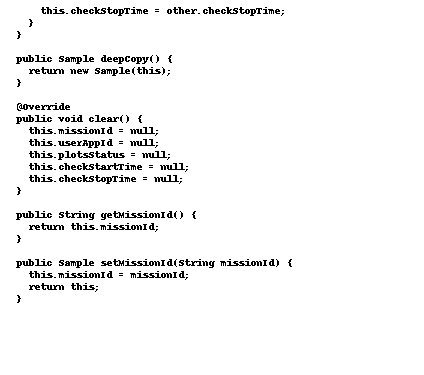 this.checkStopTime = other.checkStopTime;
}
}
public Sample deepCopy() {
return new Sample(this);
}
@Override
public void clear() {
this.missionId = null;
this.userAppId = null;
this.plotsStatus = null;
this.checkStartTime = null;
this.checkStopTime = null;
}
public String getMissionId() {
return this.missionId;
}
public Sample setMissionId(String missionId) {
this.missionId = missionId;
return this;
}